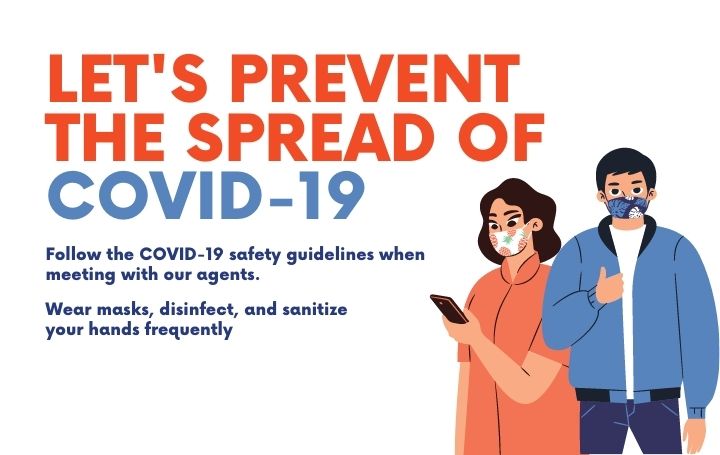 LET'S PREVENT
THE SPREAD OF
COVID-19
Follow the COVID-19 safety guidelines when
meeting with our agents.
Wear masks, disinfect, and sanitize
your hands frequently